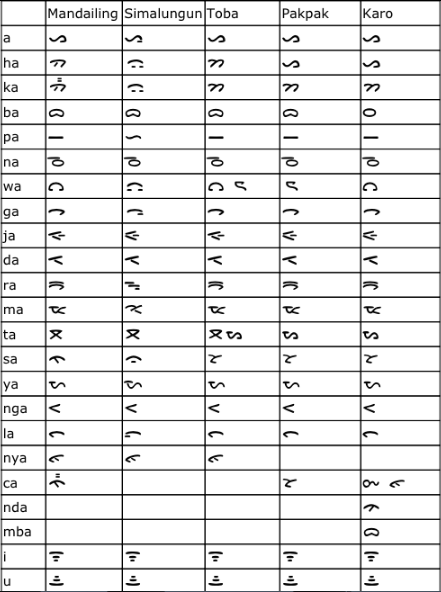 Mandailing Simalungun Toba Pakpak Karo
a ᯀ ᯁ ᯀ ᯀ ᯀ
ha ᯄ ᯃ ᯂ ᯀ ᯀ
ka ᯄ᯦ ᯃ ᯂ ᯂ ᯂ
ba ᯅ ᯅ ᯅ ᯅ ᯆ
pa ᯇ ᯈ ᯇ ᯇ ᯇ
na ᯉ ᯉ ᯉ ᯉ ᯉ
wa ᯋ ᯌ ᯋ ᯍ ᯍ ᯋ
ga ᯎ ᯏ ᯎ ᯎ ᯎ
ja ᯐ ᯐ ᯐ ᯐ ᯐ
da ᯑ ᯑ ᯑ ᯑ ᯑ
ra ᯒ ᯓ ᯒ ᯒ ᯒ
ma ᯔ ᯕ ᯔ ᯔ ᯔ
ta ᯖ ᯖ ᯖ ᯗ ᯗ ᯗ
sa ᯚ ᯙ ᯘ ᯘ ᯘ
ya ᯛ ᯜ ᯛ ᯛ ᯛ
nga ᯝ ᯝ ᯝ ᯝ ᯝ
la ᯞ ᯟ ᯞ ᯞ ᯞ
nya ᯠ ᯠ ᯠ
ca ᯚ᯦ ᯘ ᯡ ᯠ
nda ᯢ
mba ᯣ
i ᯤ ᯤ ᯤ ᯤ ᯤ
u ᯥ ᯥ ᯥ ᯥ ᯥ